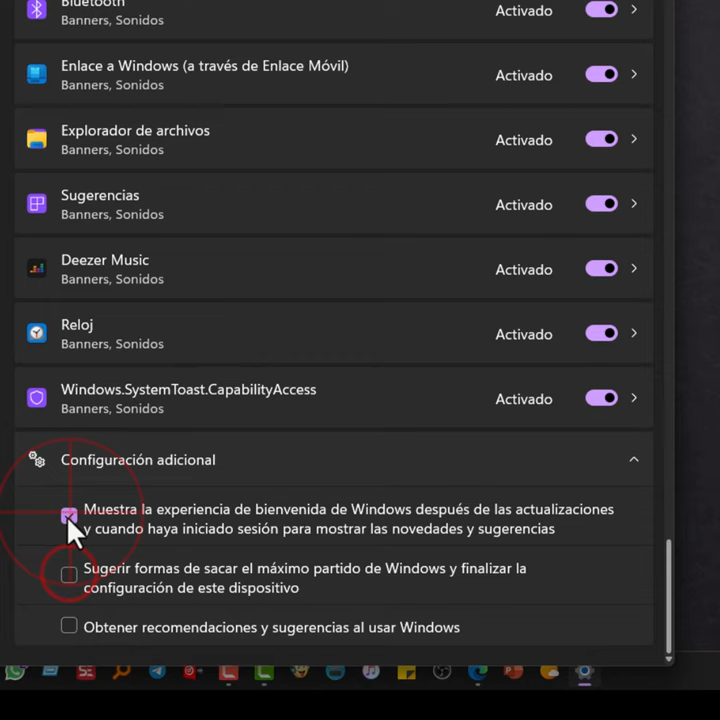 Bluetooth
Banners, Sonidos
Activado
Enlace a Windows (a través de Enlace Móvil)
Banners, Sonidos
Activado
Explorador de archivos
Banners, Sonidos
Activado
Sugerencias
Banners, Sonidos
Activado
Deezer Music
Banners, Sonidos
Activado
Reloj
Banners, Sonidos
Activado
Windows.SystemToast.CapabilityAccess
Banners, Sonidos
Activado
Configuración adicional
Muestra la experiencia de bienvenida de Windows después de las actualizaciones
y cuando haya iniciado sesión para mostrar las novedades y sugerencias
Sugerir formas de sacar el máximo partido de Windows y finalizar la
configuración de este dispositivo
Obtener recomendaciones y sugerencias al usar Windows